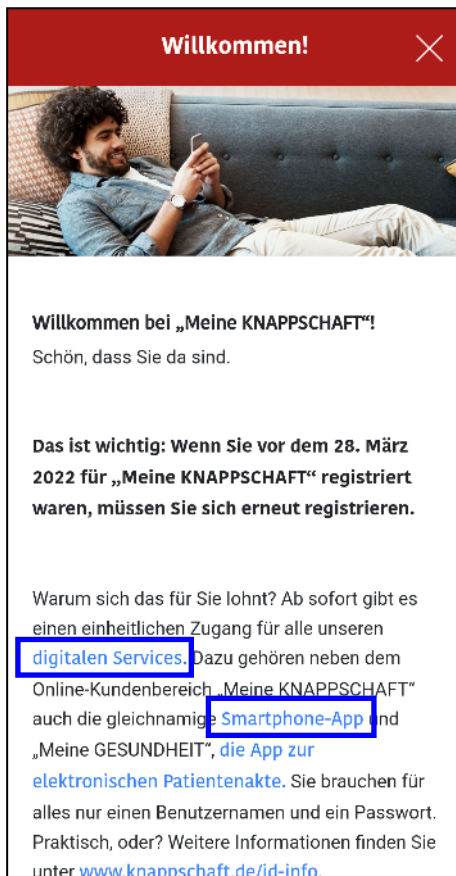 Willkommen!
Willkommen bei „Meine KNAPPSCHAFT“!
Schön, dass Sie da sind.
Das ist wichtig: Wenn Sie vor dem 28. März
2022 für „Meine KNAPPSCHAFT“ registriert
waren, müssen Sie sich erneut registrieren.
Warum sich das für Sie lohnt? Ab sofort gibt es
einen einheitlichen Zugang für alle unseren
digitalen Services. Dazu gehören neben dem
Online-Kundenbereich „Meine KNAPPSCHAFT“
auch die gleichnamige Smartphone-App und
„Meine GESUNDHEIT“, die App zur
elektronischen Patientenakte. Sie brauchen für
alles nur einen Benutzernamen und ein Passwort.
Praktisch, oder? Weitere Informationen finden Sie
unter www.knappschaft.de/id-info.